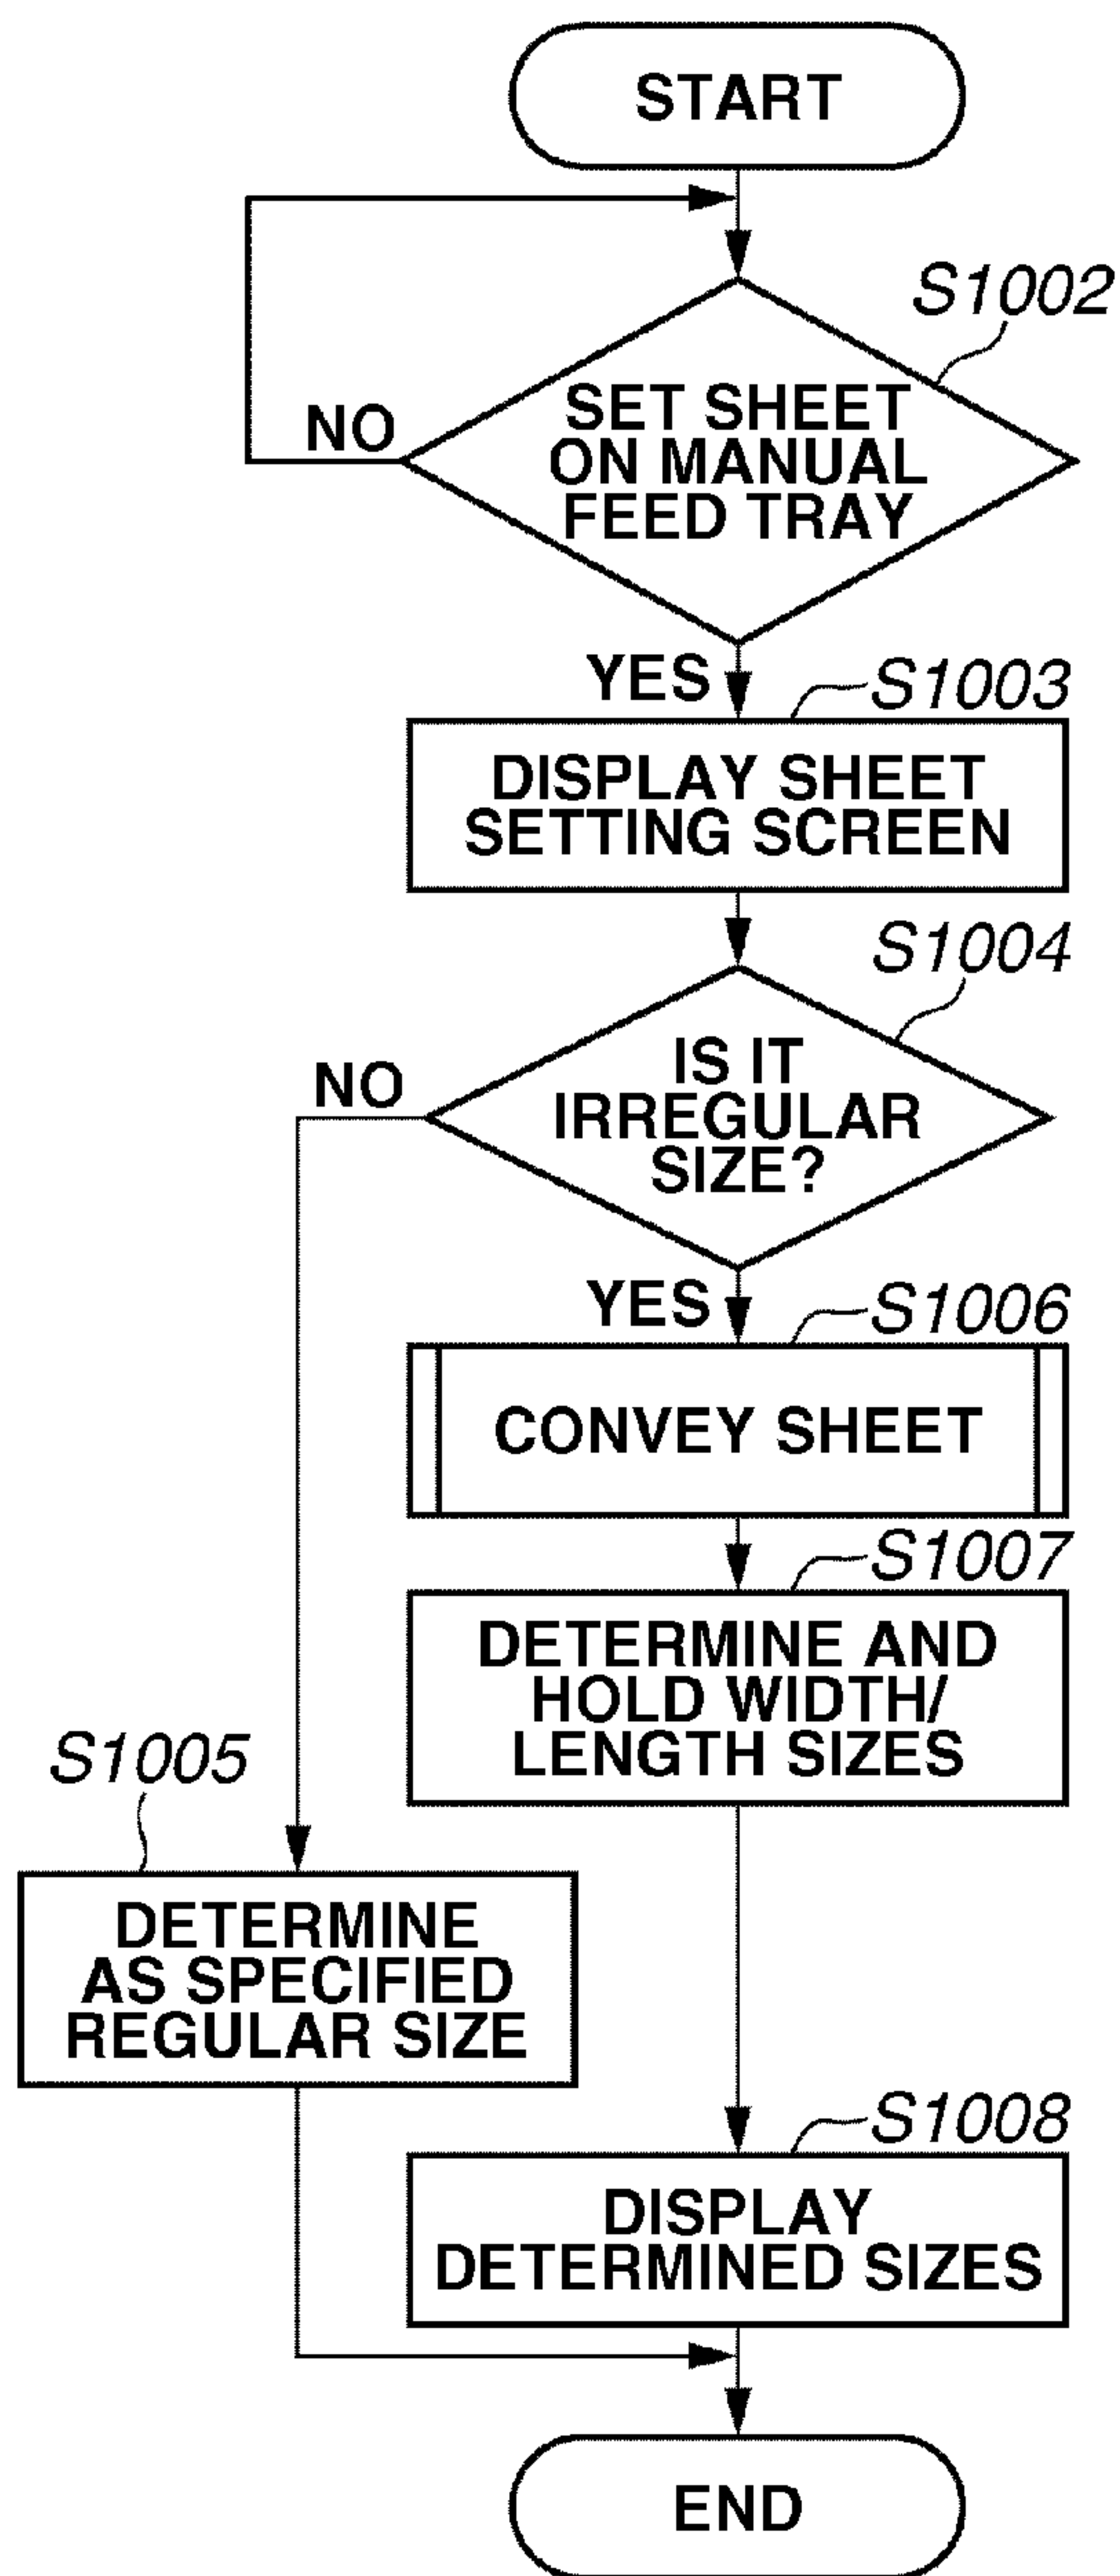 START
S1002
NO
SET SHEET
ON MANUAL
FEED TRAY
YES
S1003
DISPLAY SHEET
SETTING SCREEN
S1004
NO
IS IT
IRREGULAR
SIZE?
YES
S1006
CONVEY SHEET
S1007
DETERMINE AND
HOLD WIDTH/
LENGTH SIZES
S1005
DETERMINE
AS SPECIFIED
REGULAR SIZE
S1008
DISPLAY
DETERMINED SIZES
END